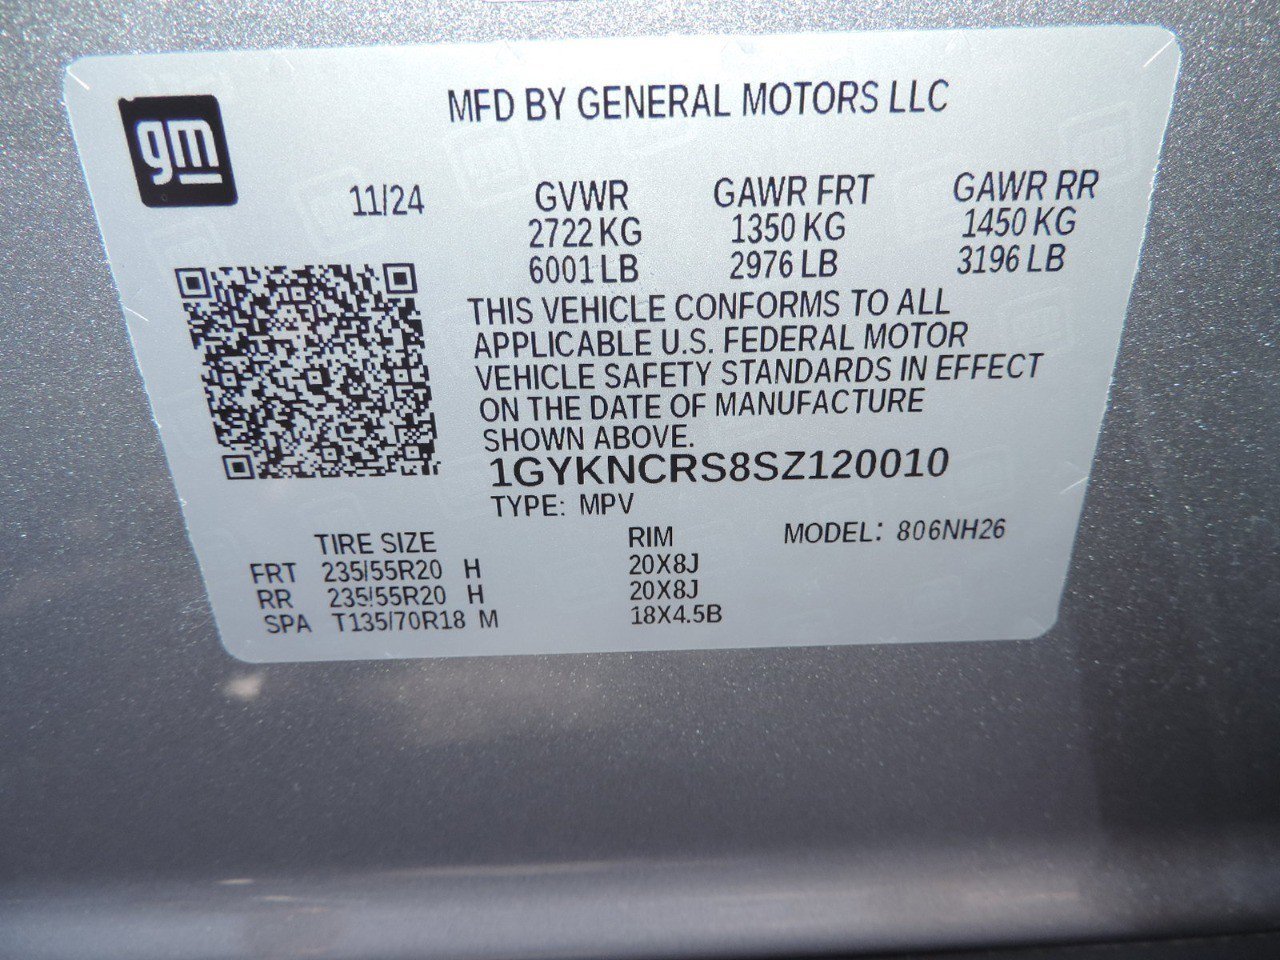 gm
MFD BY GENERAL MOTORS LLC
11/24 GVWR GAWR FRT GAWR RR
2722 KG 1350 KG 1450 KG
6001 LB 2976 LB 3196 LB
THIS VEHICLE CONFORMS TO ALL
APPLICABLE U.S. FEDERAL MOTOR
VEHICLE SAFETY STANDARDS IN EFFECT
ON THE DATE OF MANUFACTURE
SHOWN ABOVE.
1GYKNCRS8SZ120010
TYPE: MPV
TIRE SIZE RIM MODEL: 806NH26
FRT 235/55R20 H 20X8J
RR 235/55R20 H 20X8J
SPA T135/70R18 M 18X4.5B